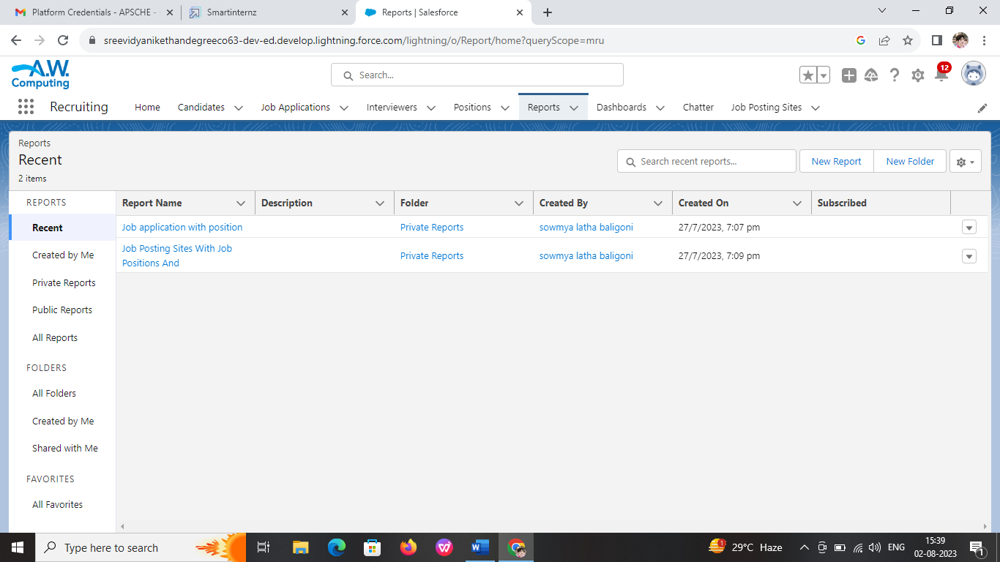 Platform Credentials - APSCHE -
Smartinternz
Reports | Salesforce
sreevidyanikethandegreeco63-dev-ed.develop.lightning.force.com/lightning/o/Report/home?queryScope=mru
A.W.
Computing
Search...
12
Recruiting
Home
Candidates
Job Applications
Interviewers
Positions
Reports
Dashboards
Chatter
Job Posting Sites
Reports
Recent
2 items
Search recent reports...
New Report
New Folder
REPORTS
Recent
Created by Me
Private Reports
Public Reports
All Reports
FOLDERS
All Folders
Created by Me
Shared with Me
FAVORITES
All Favorites
Report Name Description Folder Created By Created On Subscribed
Job application with position Private Reports sowmya latha baligoni 27/7/2023, 7:07 pm
Job Posting Sites With Job
Positions And Private Reports sowmya latha baligoni 27/7/2023, 7:09 pm
Type here to search
1
29°C Haze
ENG
15:39
02-08-2023
1